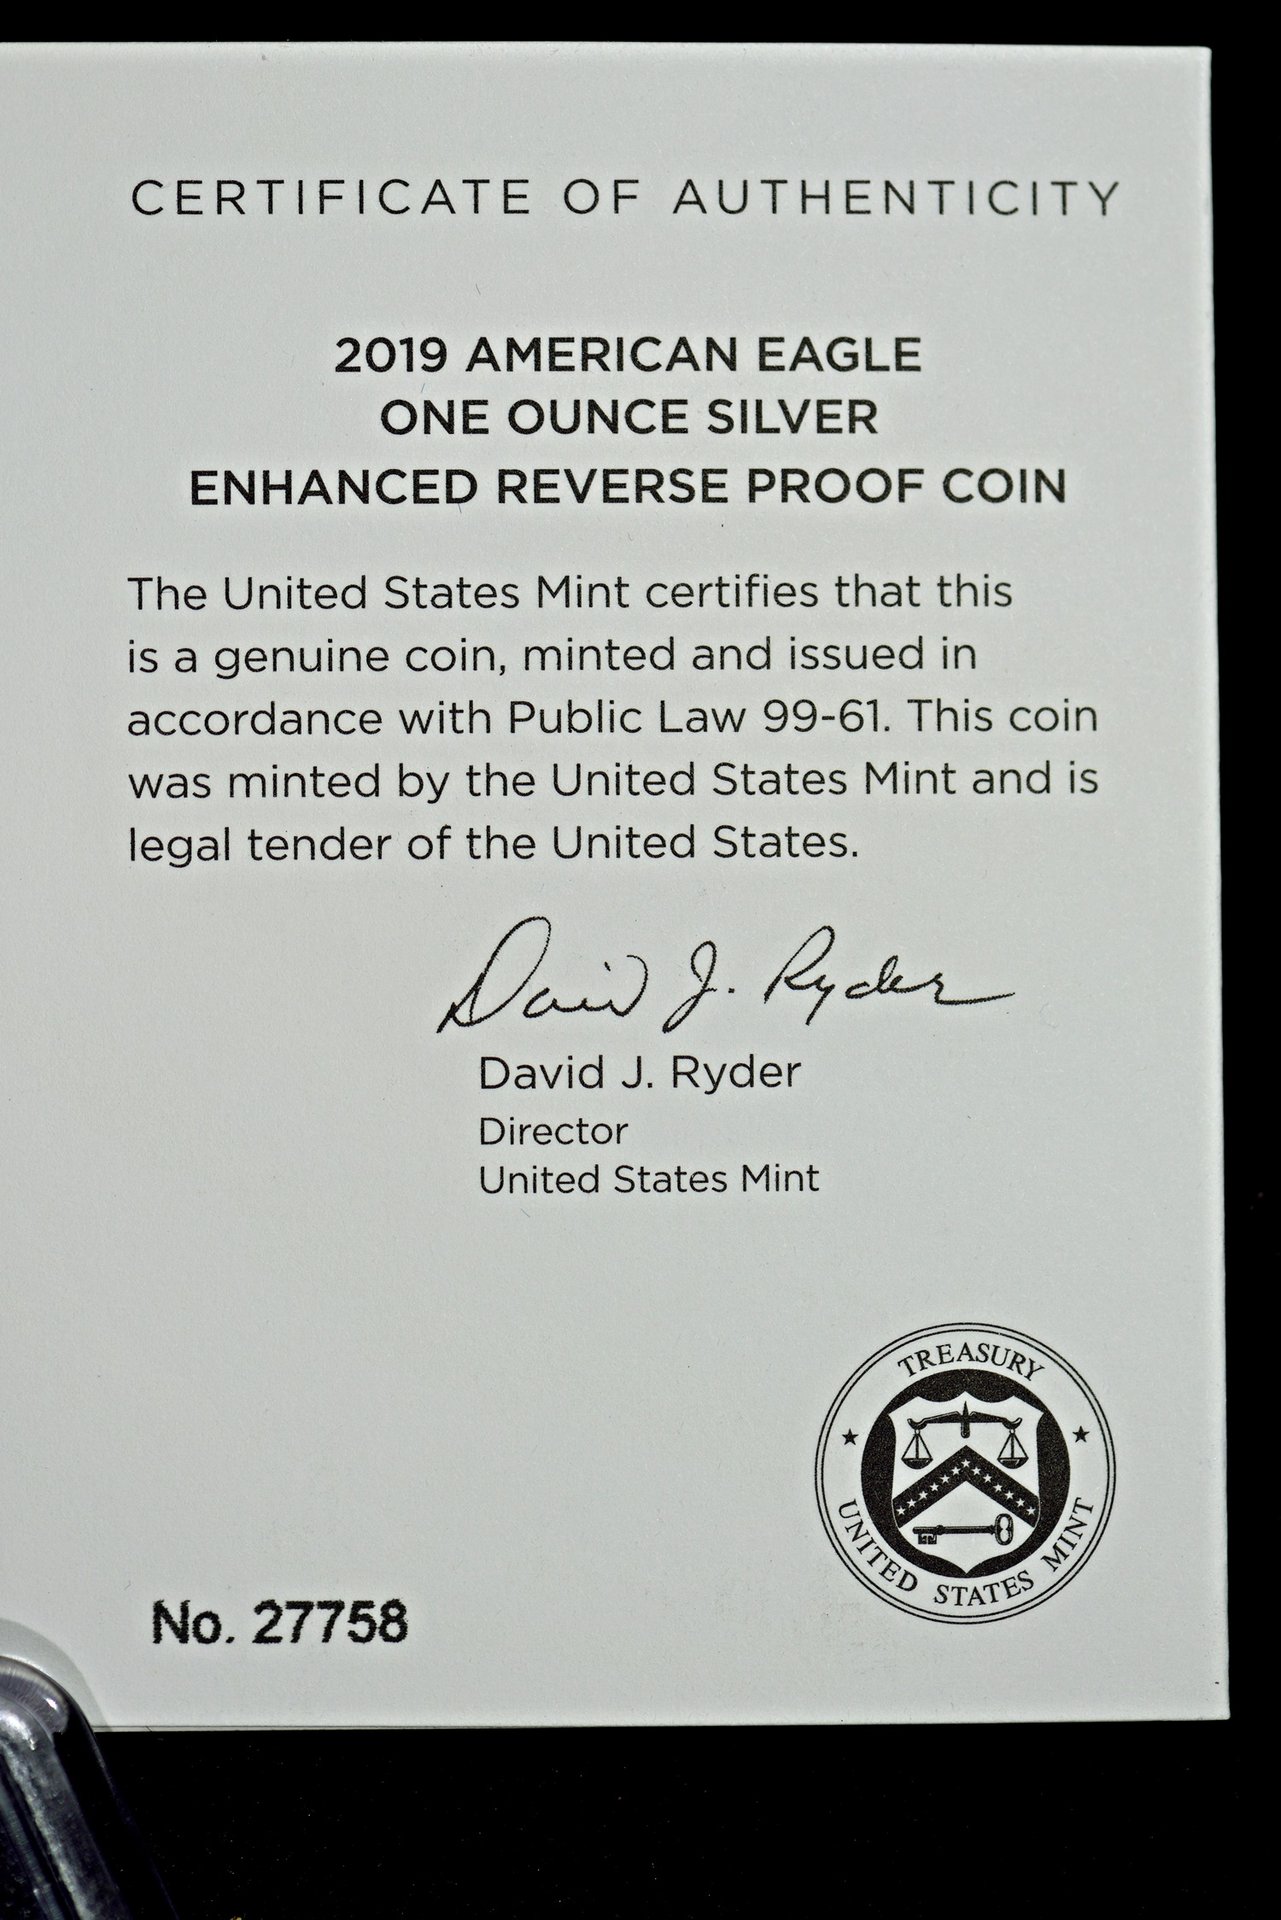 CERTIFICATE OF AUTHENTICITY
2019 AMERICAN EAGLE
ONE OUNCE SILVER
ENHANCED REVERSE PROOF COIN
The United States Mint certifies that this
is a genuine coin, minted and issued in
accordance with Public Law 99-61. This coin
was minted by the United States Mint and is
legal tender of the United States.
David J. Ryder
David J. Ryder
Director
United States Mint
TREASURY
UNITED STATES MINT
No. 27758